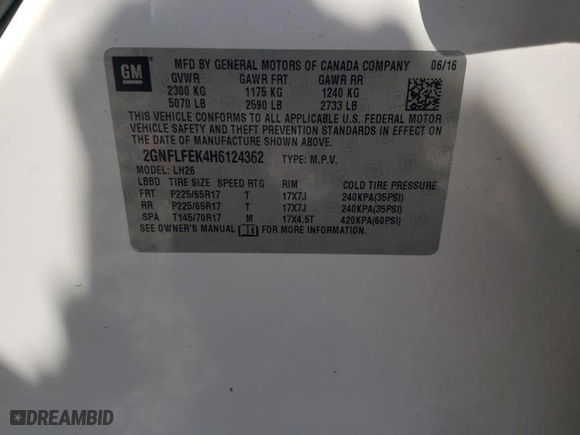 GM
MFD BY GENERAL MOTORS OF CANADA COMPANY 06/16
GVWR GAWR FRT GAWR RR
2300 KG 1175 KG 1240 KG
5070 LB 2590 LB 2733 LB
THIS VEHICLE CONFORMS TO ALL APPLICABLE U.S. FEDERAL MOTOR
VEHICLE SAFETY AND THEFT PREVENTION STANDARDS IN EFFECT ON
THE DATE OF MANUFACTURE SHOWN ABOVE.
2GNFLFEK4H6124362 TYPE: M.P.V.
MODEL: LH26
LBBD TIRE SIZE SPEED RTG RIM COLD TIRE PRESSURE
FRT P225/65R17 T 17X7J 240KPA(35PSI)
RR P225/65R17 T 17X7J 240KPA(35PSI)
SPA T145/70R17 M 17X4.5T 420KPA(60PSI)
SEE OWNER'S MANUAL FOR MORE INFORMATION.
DREAMBID